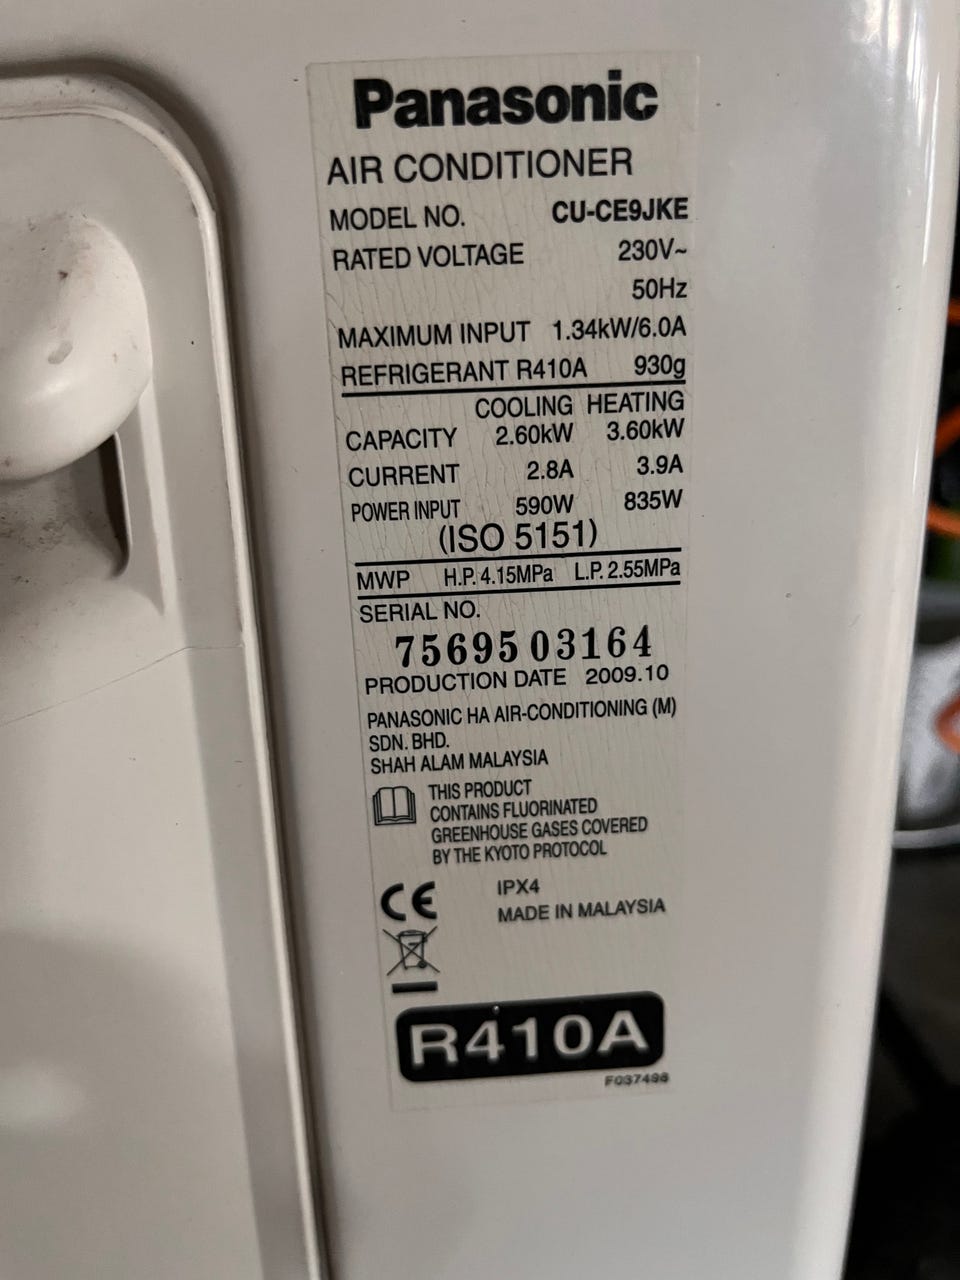 Panasonic
AIR CONDITIONER
MODEL NO. CU-CE9JKE
RATED VOLTAGE 230V~
50Hz
MAXIMUM INPUT 1.34kW/6.0A
REFRIGERANT R410A 930g
COOLING HEATING
CAPACITY 2.60kW 3.60kW
CURRENT 2.8A 3.9A
POWER INPUT 590W 835W
(ISO 5151)
MWP H.P. 4.15MPa L.P. 2.55MPa
SERIAL NO.
75695 03164
PRODUCTION DATE 2009.10
PANASONIC HA AIR-CONDITIONING (M)
SDN. BHD.
SHAH ALAM MALAYSIA
THIS PRODUCT
CONTAINS FLUORINATED
GREENHOUSE GASES COVERED
BY THE KYOTO PROTOCOL
CE IPX4
MADE IN MALAYSIA
R410A
F037498